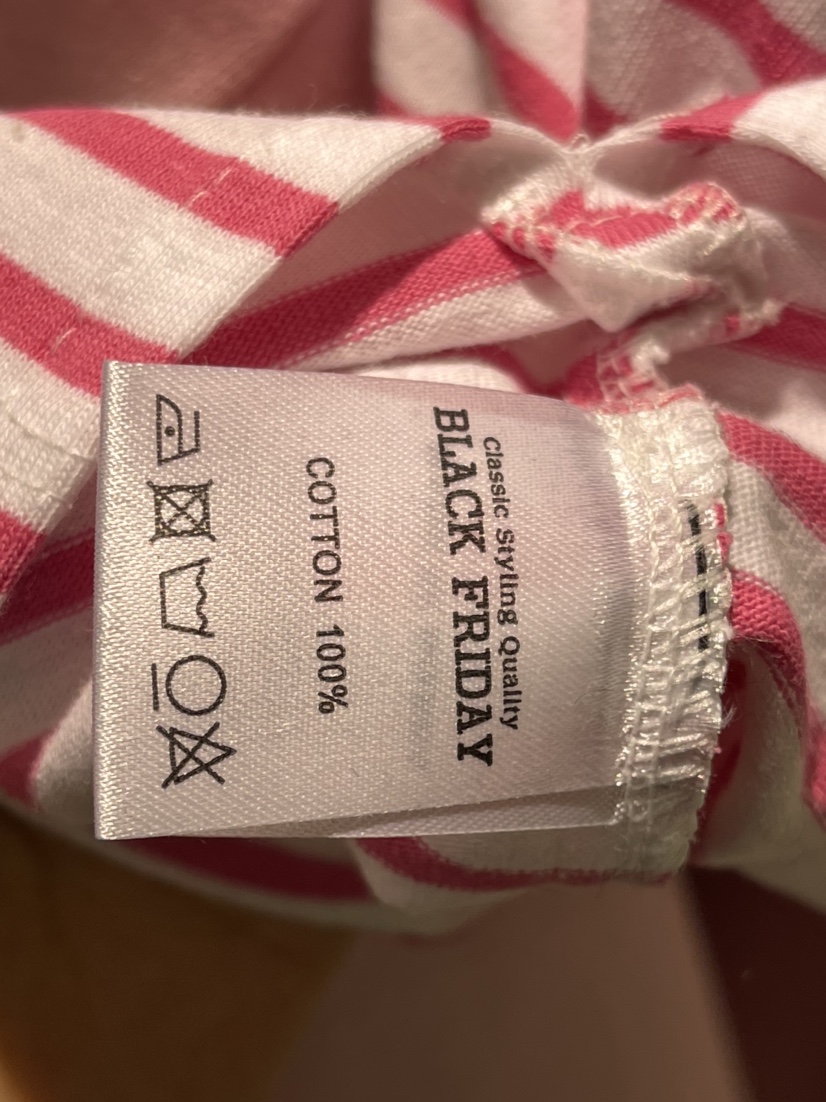 Classic Styling Quality
BLACK FRIDAY
COTTON 100%